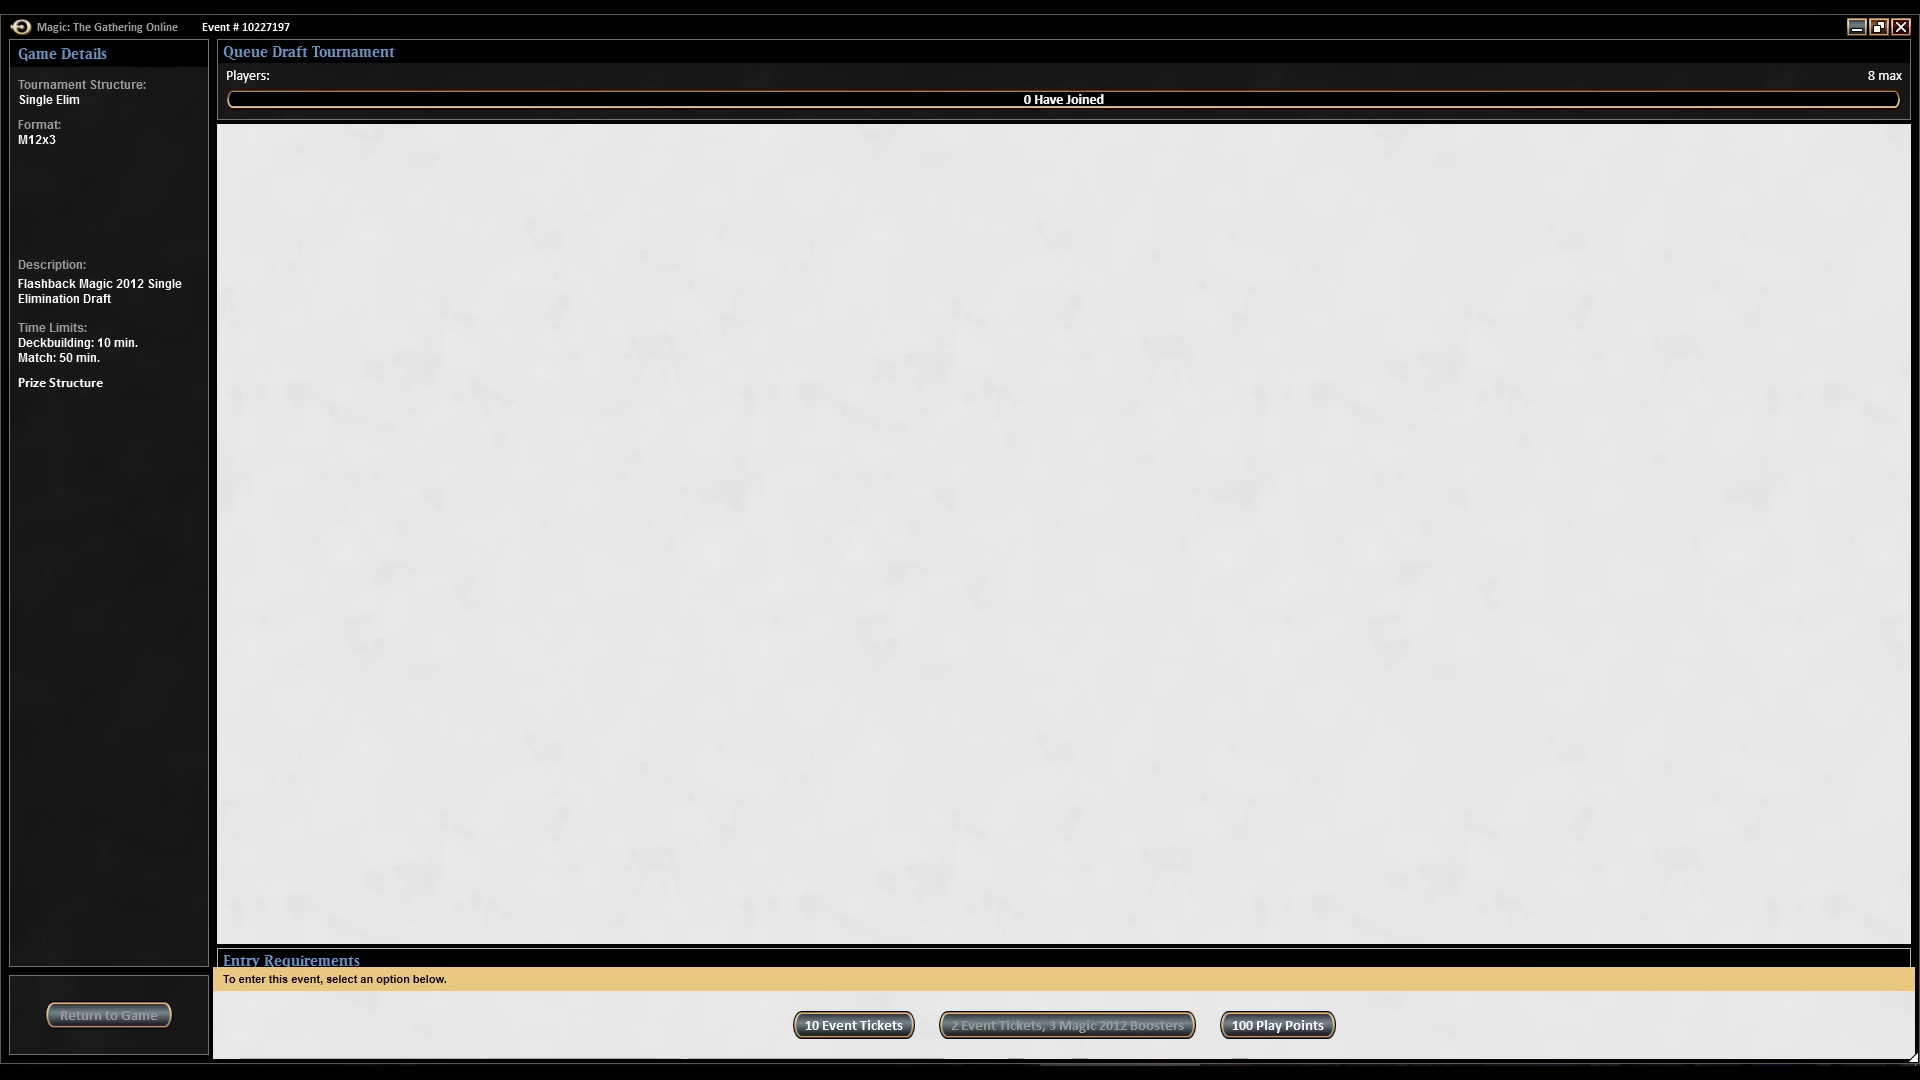 Magic: The Gathering Online Event # 10227197
Game Details
Tournament Structure:
Single Elim
Format:
M12x3
Description:
Flashback Magic 2012 Single
Elimination Draft
Time Limits:
Deckbuilding: 10 min.
Match: 50 min.
Prize Structure
Return to Game
Queue Draft Tournament
Players: 8 max
0 Have Joined
Entry Requirements
To enter this event, select an option below.
10 Event Tickets 2 Event Tickets, 3 Magic 2012 Boosters 100 Play Points